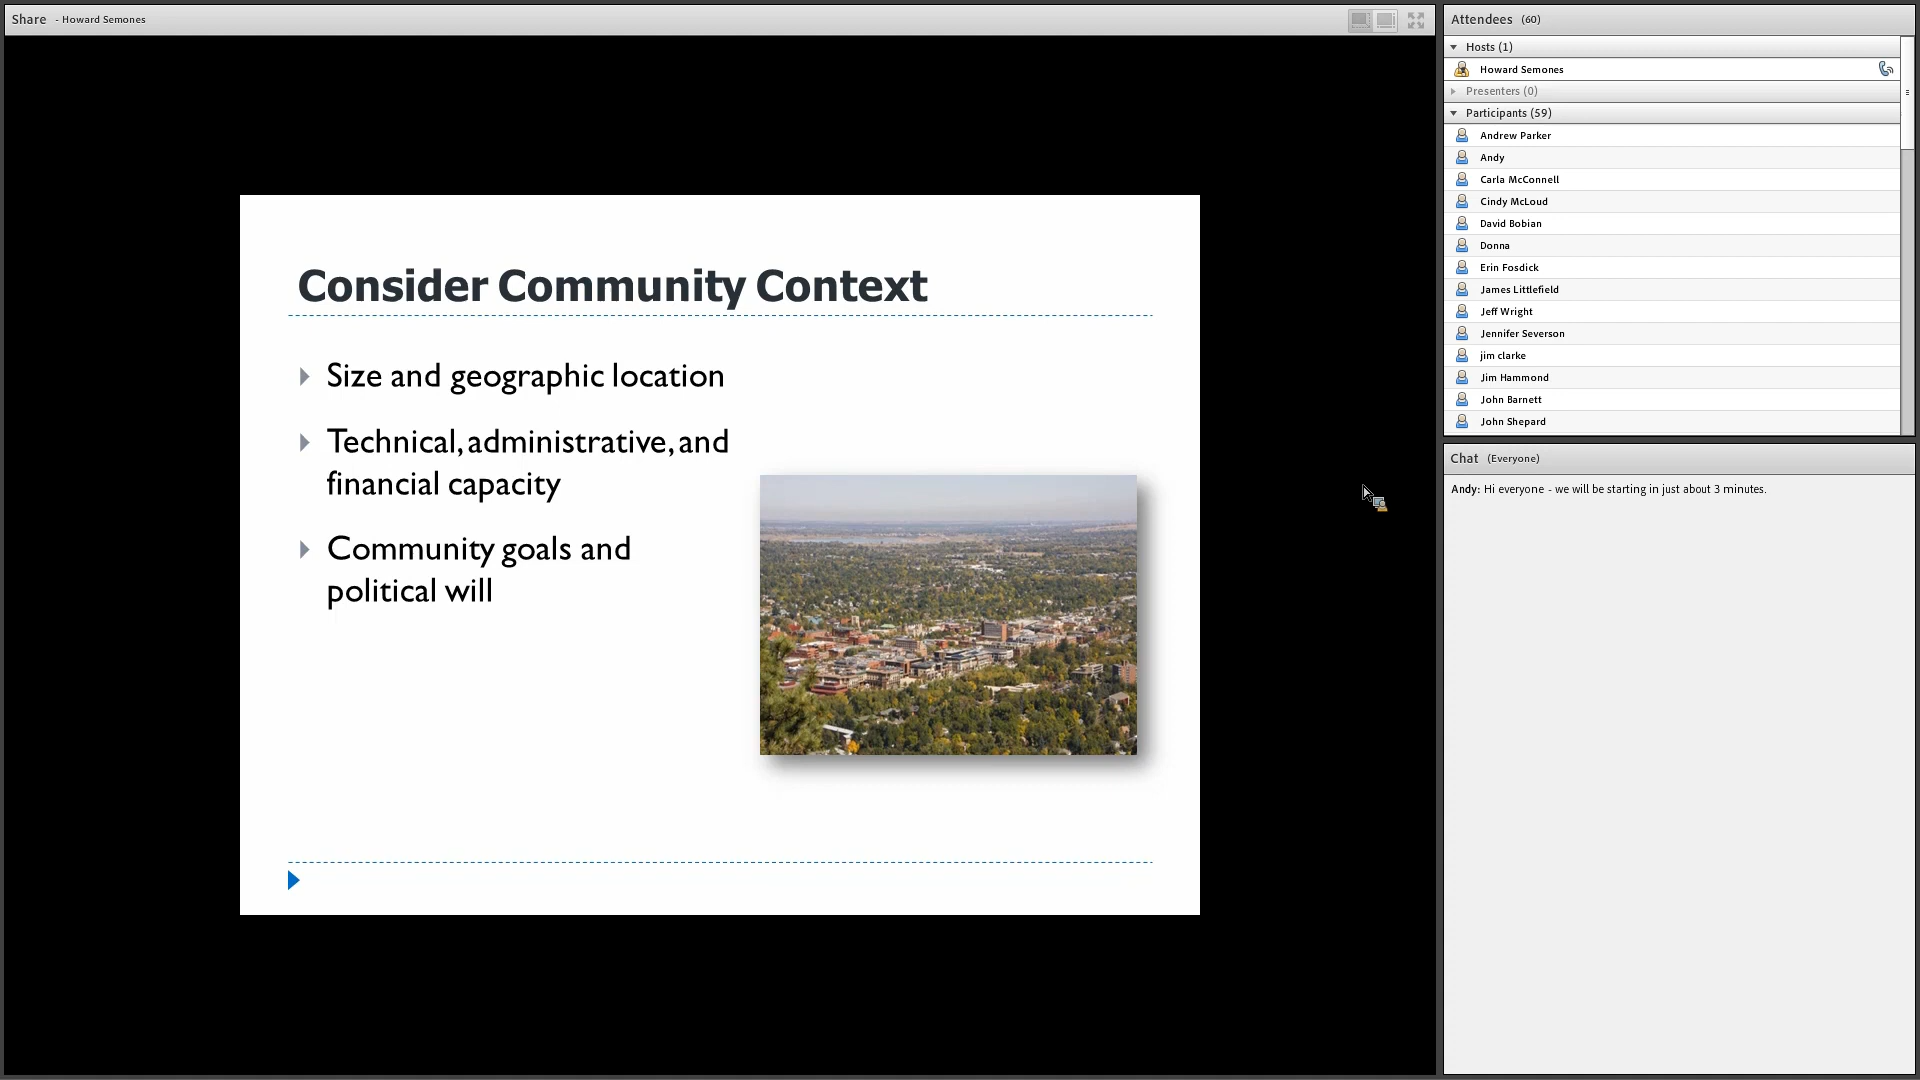 Share - Howard Semones
Consider Community Context
Size and geographic location
Technical, administrative, and
financial capacity
Community goals and
political will
Attendees (60)
Hosts (1)
Howard Semones
Presenters (0)
Participants (59)
Andrew Parker
Andy
Carla McConnell
Cindy McLoud
David Bobian
Donna
Erin Fosdick
James Littlefield
Jeff Wright
Jennifer Severson
jim clarke
Jim Hammond
John Barnett
John Shepard
Chat (Everyone)
Andy: Hi everyone - we will be starting in just about 3 minutes.